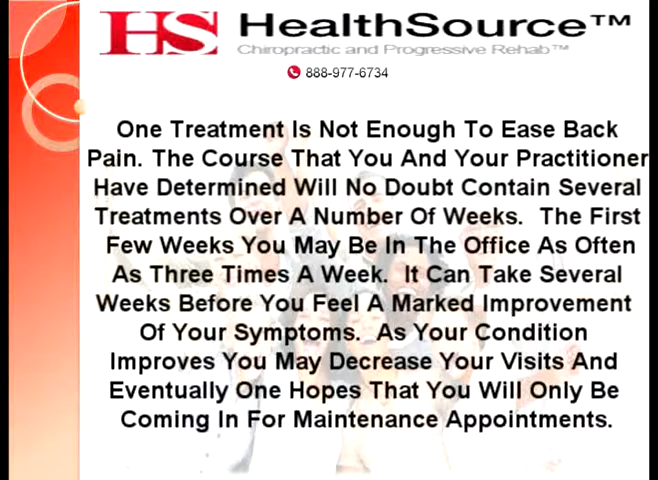 HS HealthSource™
Chiropractic and Progressive Rehab™
888-977-6734
One Treatment Is Not Enough To Ease Back
Pain. The Course That You And Your Practitioner
Have Determined Will No Doubt Contain Several
Treatments Over A Number Of Weeks. The First
Few Weeks You May Be In The Office As Often
As Three Times A Week. It Can Take Several
Weeks Before You Feel A Marked Improvement
Of Your Symptoms. As Your Condition
Improves You May Decrease Your Visits And
Eventually One Hopes That You Will Only Be
Coming In For Maintenance Appointments.